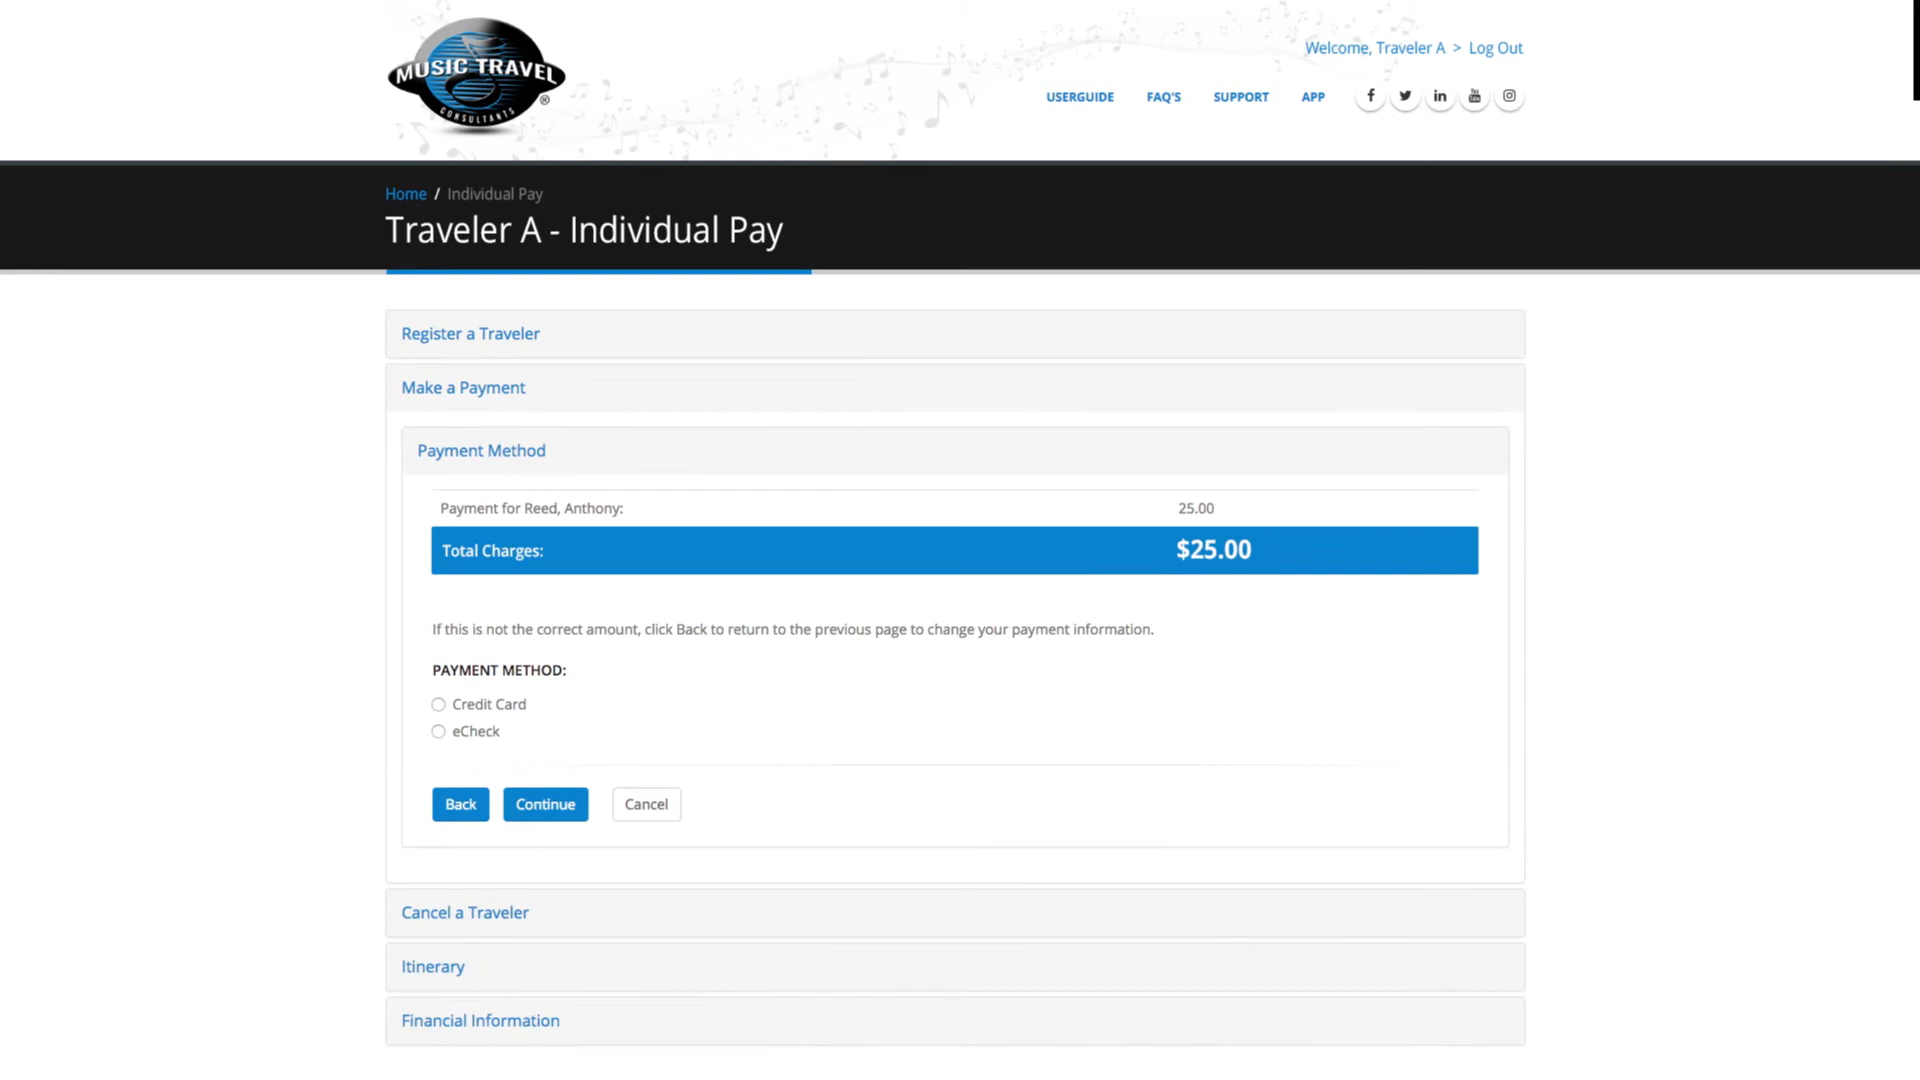 MUSIC TRAVEL
CONSULTANTS
®
Welcome, Traveler A > Log Out
USERGUIDE FAQ'S SUPPORT APP
Home / Individual Pay
Traveler A - Individual Pay
Register a Traveler
Make a Payment
Payment Method
Payment for Reed, Anthony: 25.00
Total Charges: $25.00
If this is not the correct amount, click Back to return to the previous page to change your payment information.
PAYMENT METHOD:
Credit Card
eCheck
Back Continue Cancel
Cancel a Traveler
Itinerary
Financial Information